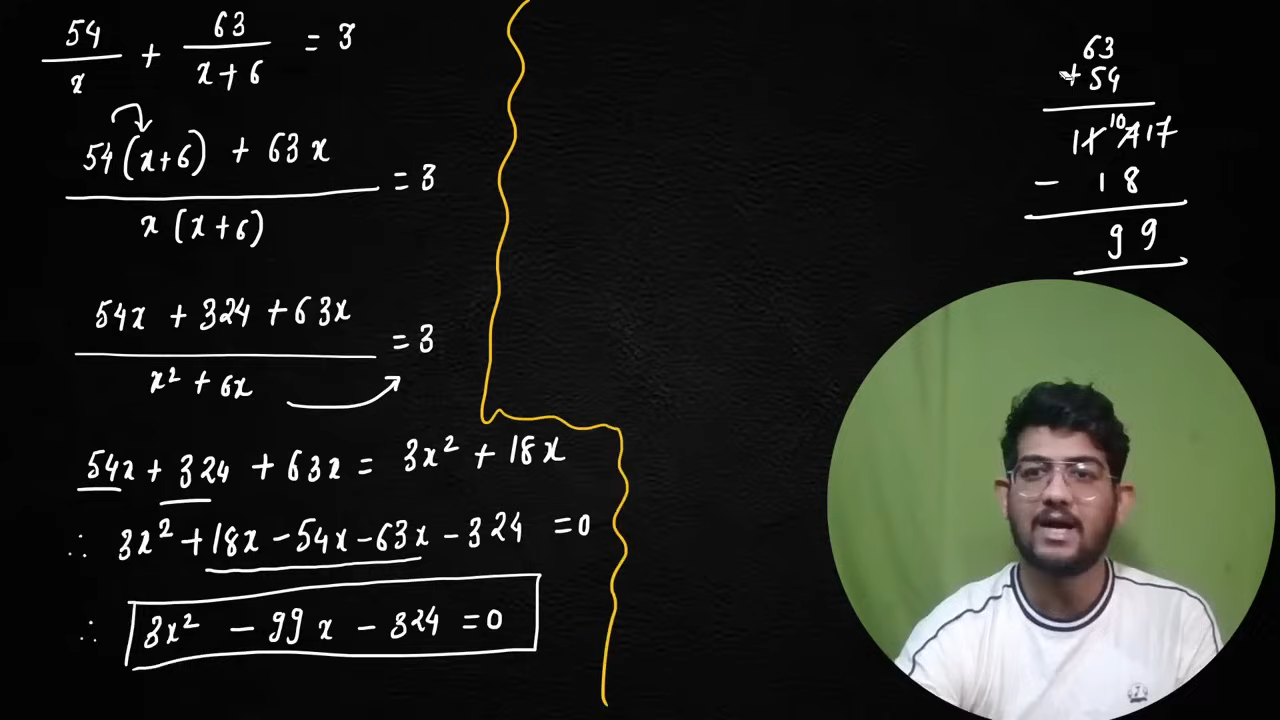 54/x + 63/x+6 = 3
54(x+6) + 63x / x(x+6) = 3
54x + 324 + 63x / x² + 6x = 3
54x + 324 + 63x = 3x² + 18x
∴ 3x² + 18x - 54x - 63x - 324 = 0
∴ 3x² - 99x - 324 = 0
63
+ 54
117
- 18
99